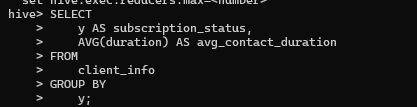 set hive.exec.reducers.max=<number>
hive> SELECT
    >     y AS subscription_status,
    >     AVG(duration) AS avg_contact_duration
    > FROM
    >     client_info
    > GROUP BY
    >     y;